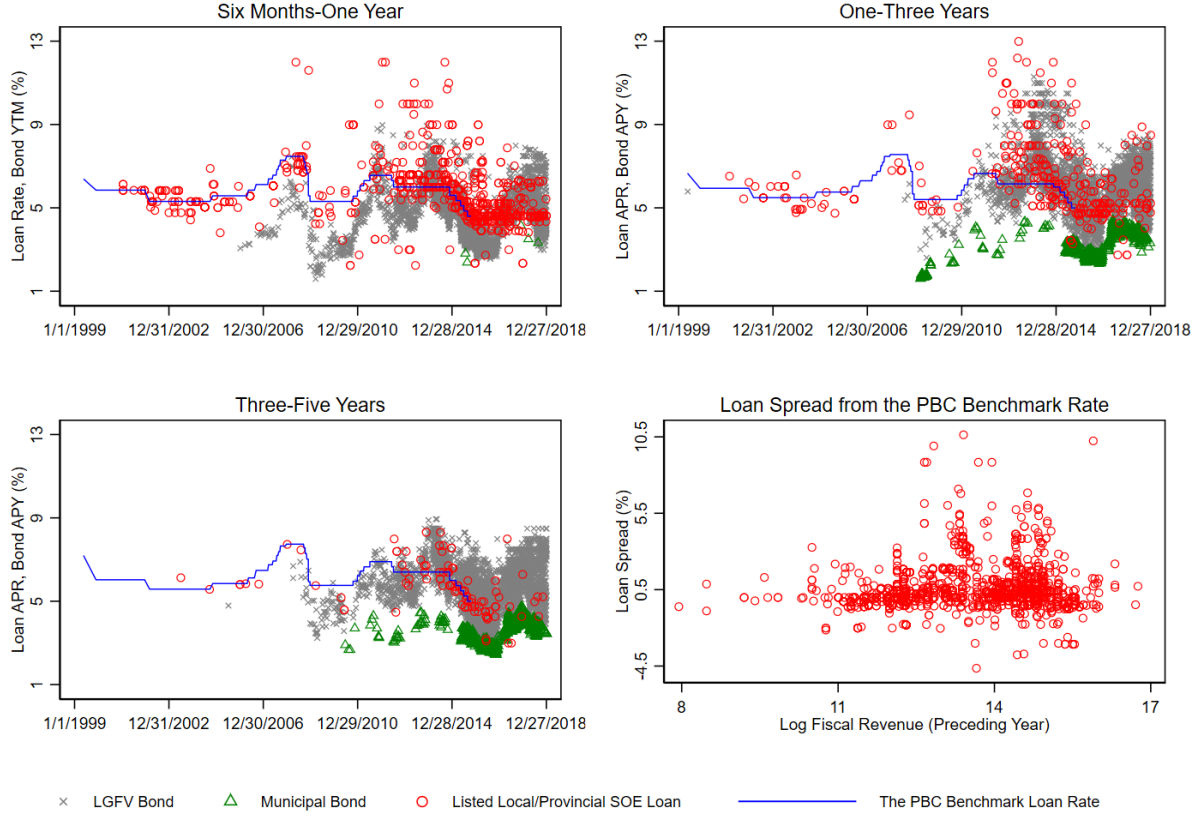 Six Months-One Year
Loan Rate, Bond YTM (%)
13
9
5
1
1/1/1999 12/31/2002 12/30/2006 12/29/2010 12/28/2014 12/27/2018
One-Three Years
Loan APR, Bond APY (%)
13
9
5
1
1/1/1999 12/31/2002 12/30/2006 12/29/2010 12/28/2014 12/27/2018
Three-Five Years
Loan APR, Bond APY (%)
13
9
5
1
1/1/1999 12/31/2002 12/30/2006 12/29/2010 12/28/2014 12/27/2018
Loan Spread from the PBC Benchmark Rate
Loan Spread (%)
10.5
5.5
0.5
-4.5
8 11 14 17
Log Fiscal Revenue (Preceding Year)
LGFV Bond Municipal Bond Listed Local/Provincial SOE Loan The PBC Benchmark Loan Rate